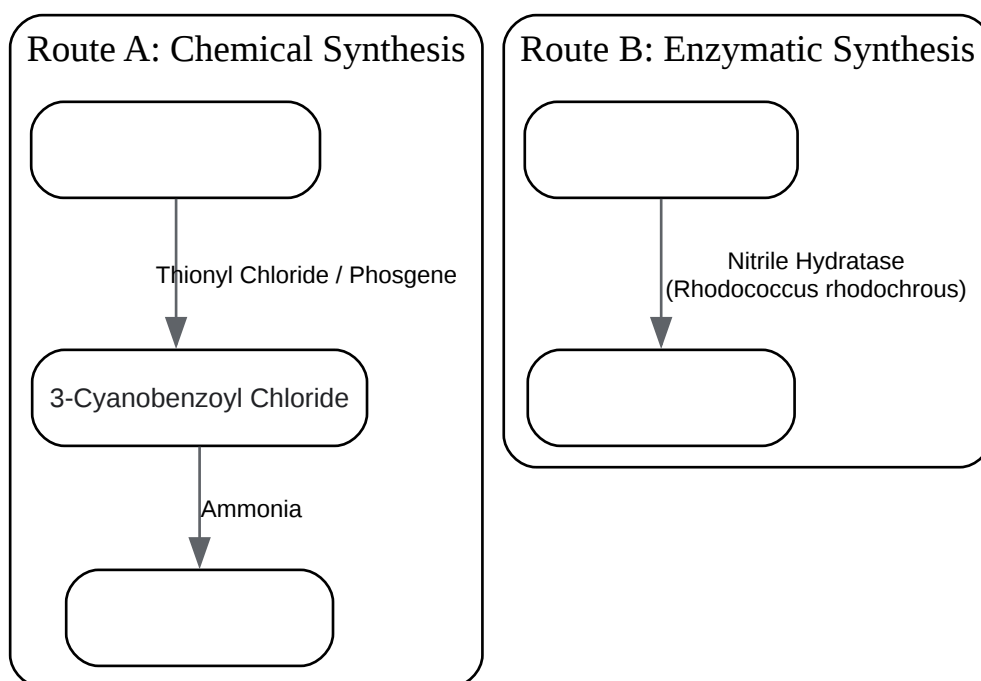 Route A: Chemical Synthesis
Thionyl Chloride / Phosgene
3-Cyanobenzoyl Chloride
Ammonia
Route B: Enzymatic Synthesis
Nitrile Hydratase
(Rhodococcus rhodochrous)